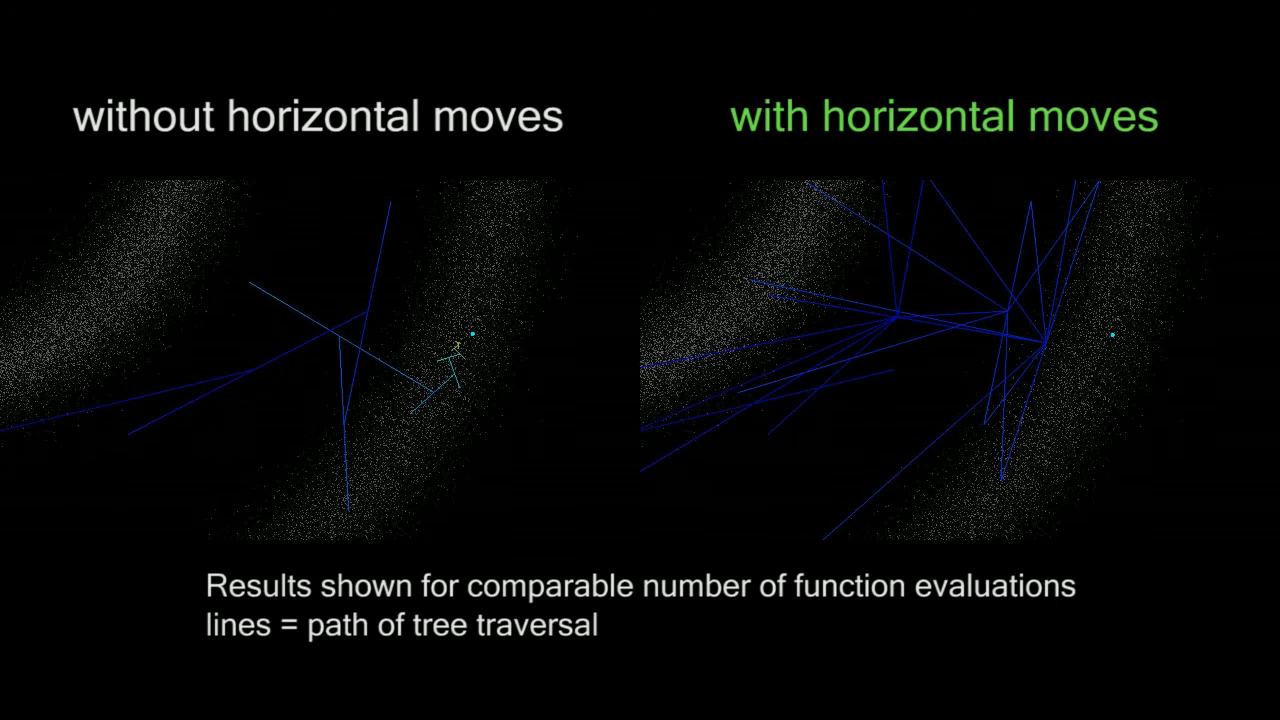 without horizontal moves
with horizontal moves
Results shown for comparable number of function evaluations
lines = path of tree traversal